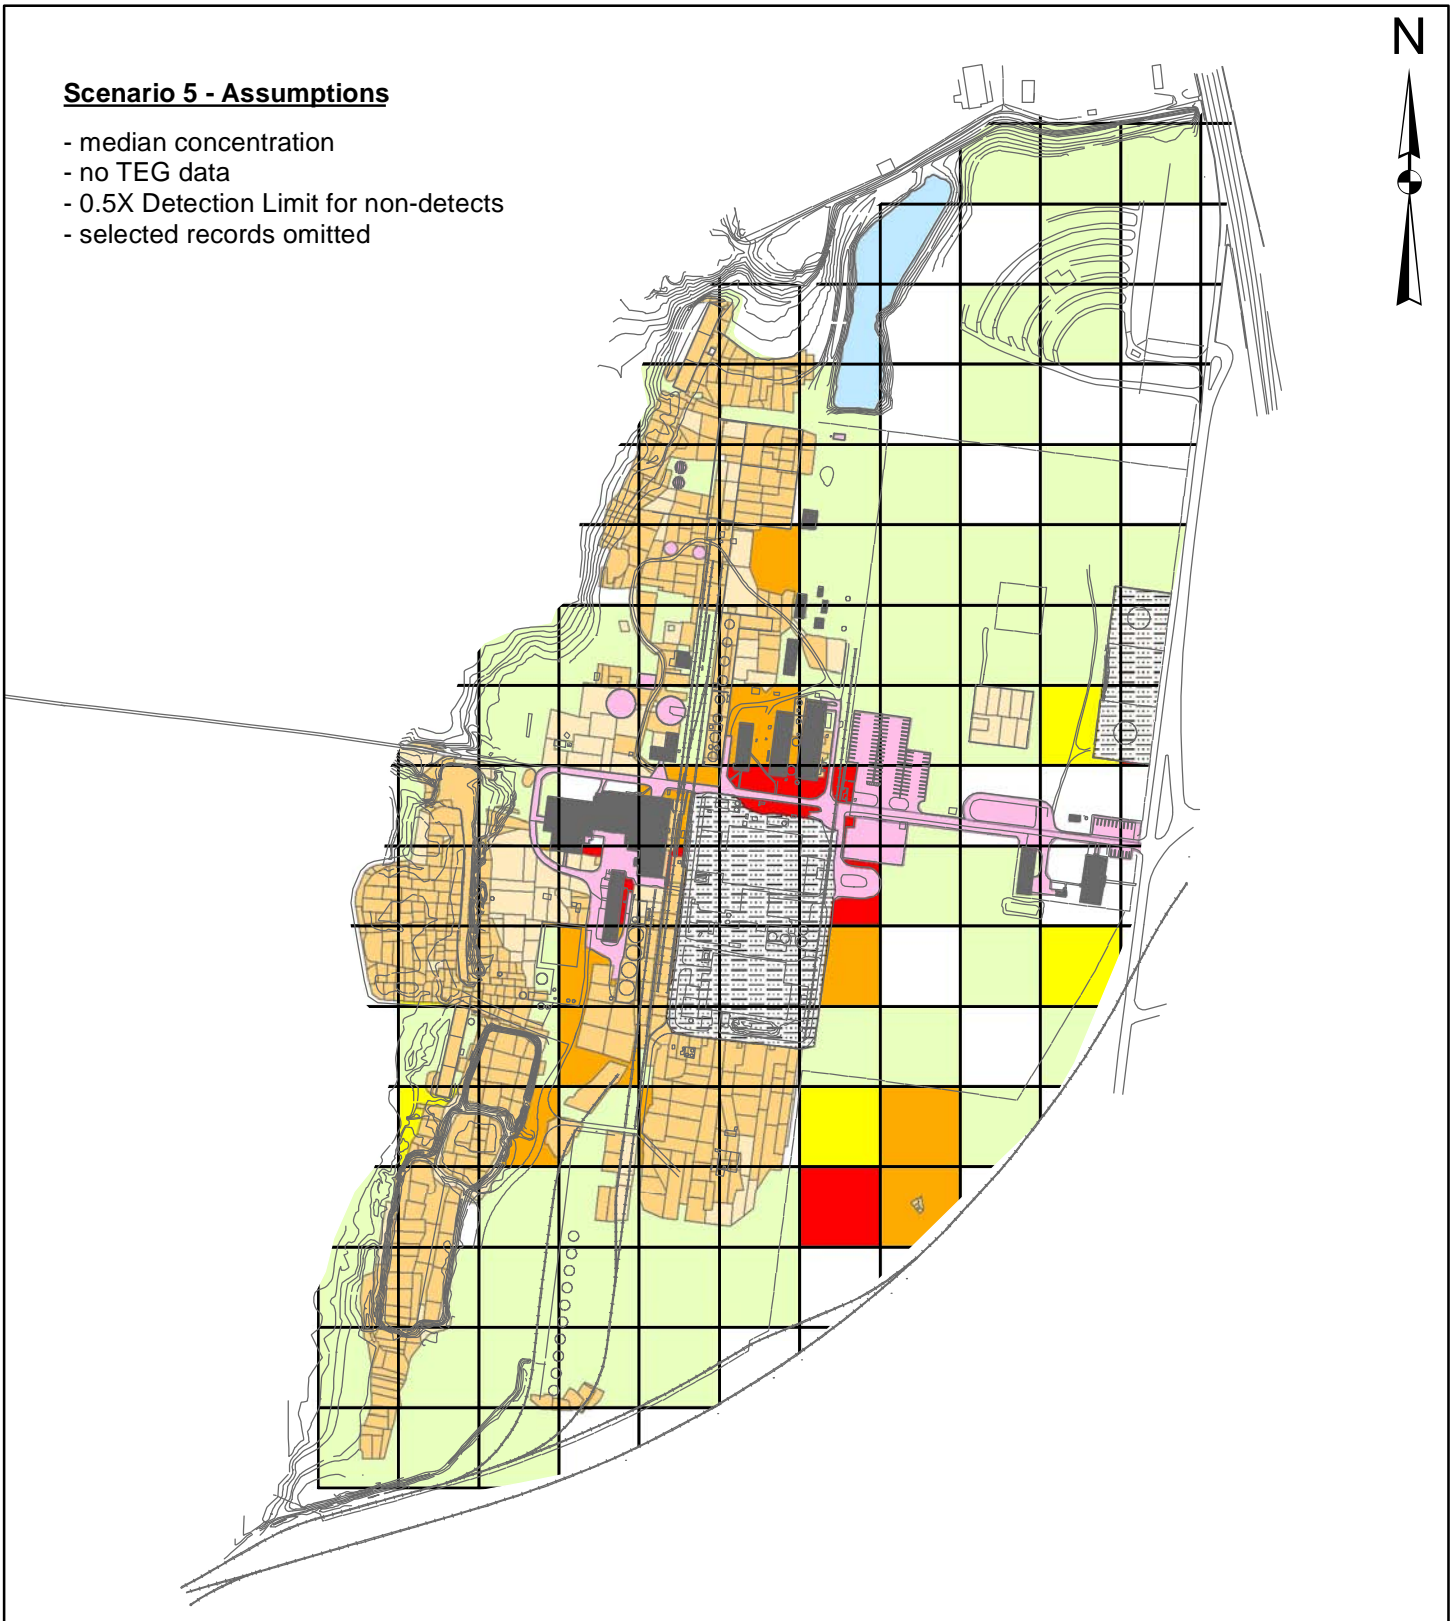 N
Scenario 5 - Assumptions
- median concentration
- no TEG data
- 0.5X Detection Limit for non-detects
- selected records omitted